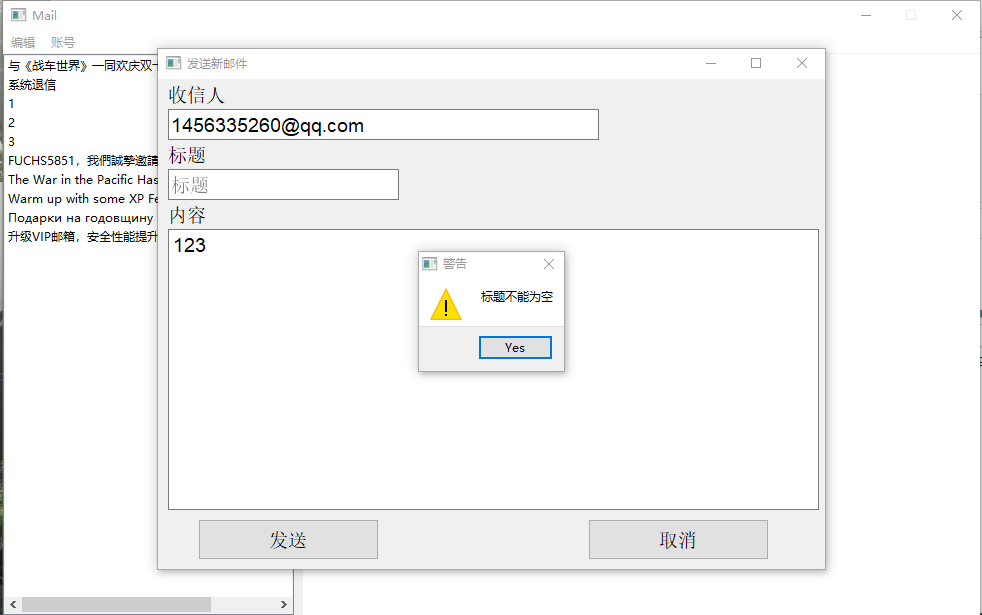 Mail
编辑 账号
与《战车世界》一同欢庆双十
系统退信
1
2
3
FUCHS5851，我們誠摯邀請
The War in the Pacific Has
Warm up with some XP Fe
Подарки на годовщину
升级VIP邮箱，安全性能提升
发送新邮件
收信人
1456335260@qq.com
标题
标题
内容
123
警告
标题不能为空
Yes
发送
取消